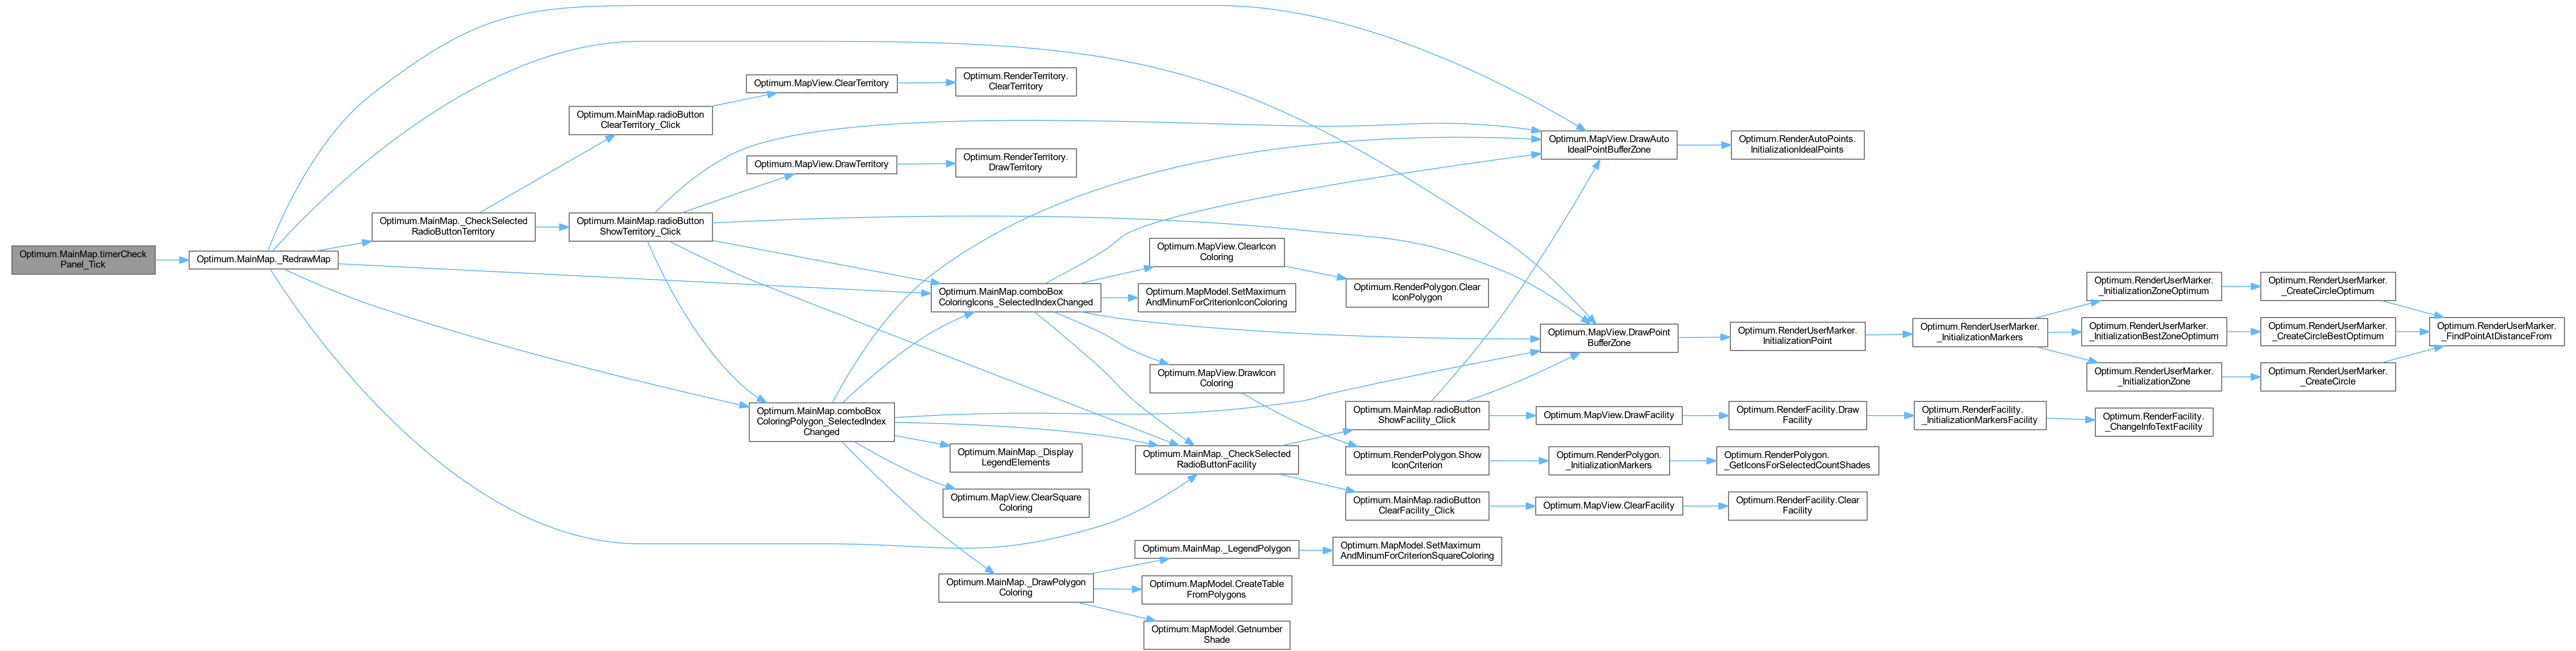 Optimum.MainMap.timerCheck
Panel_Tick
Optimum.MainMap._RedrawMap
Optimum.MainMap._CheckSelected
RadioButtonTerritory
Optimum.MainMap.radioButton
ClearTerritory_Click
Optimum.MainMap.radioButton
ShowTerritory_Click
Optimum.MapView.ClearTerritory
Optimum.RenderTerritory.
ClearTerritory
Optimum.MapView.DrawTerritory
Optimum.RenderTerritory.
DrawTerritory
Optimum.MainMap.comboBox
ColoringIcons_SelectedIndexChanged
Optimum.MainMap.comboBox
ColoringPolygon_SelectedIndex
Changed
Optimum.MainMap._Display
LegendElements
Optimum.MapView.ClearSquare
Coloring
Optimum.MainMap._DrawPolygon
Coloring
Optimum.MapView.ClearIcon
Coloring
Optimum.MapModel.SetMaximum
AndMinumForCriterionIconColoring
Optimum.MapView.DrawIcon
Coloring
Optimum.MainMap._CheckSelected
RadioButtonFacility
Optimum.MainMap._LegendPolygon
Optimum.MapModel.CreateTable
FromPolygons
Optimum.MapModel.Getnumber
Shade
Optimum.RenderPolygon.Clear
IconPolygon
Optimum.MainMap.radioButton
ShowFacility_Click
Optimum.RenderPolygon.Show
IconCriterion
Optimum.MainMap.radioButton
ClearFacility_Click
Optimum.MapModel.SetMaximum
AndMinumForCriterionSquareColoring
Optimum.MapView.DrawAuto
IdealPointBufferZone
Optimum.MapView.DrawPoint
BufferZone
Optimum.MapView.DrawFacility
Optimum.RenderPolygon.
_InitializationMarkers
Optimum.MapView.ClearFacility
Optimum.RenderAutoPoints.
InitializationIdealPoints
Optimum.RenderUserMarker.
InitializationPoint
Optimum.RenderFacility.Draw
Facility
Optimum.RenderPolygon.
_GetIconsForSelectedCountShades
Optimum.RenderFacility.Clear
Facility
Optimum.RenderUserMarker.
_InitializationMarkers
Optimum.RenderFacility.
_InitializationMarkersFacility
Optimum.RenderUserMarker.
_InitializationZoneOptimum
Optimum.RenderUserMarker.
_InitializationBestZoneOptimum
Optimum.RenderUserMarker.
_InitializationZone
Optimum.RenderFacility.
_ChangeInfoTextFacility
Optimum.RenderUserMarker.
_CreateCircleOptimum
Optimum.RenderUserMarker.
_CreateCircleBestOptimum
Optimum.RenderUserMarker.
_CreateCircle
Optimum.RenderUserMarker.
_FindPointAtDistanceFrom